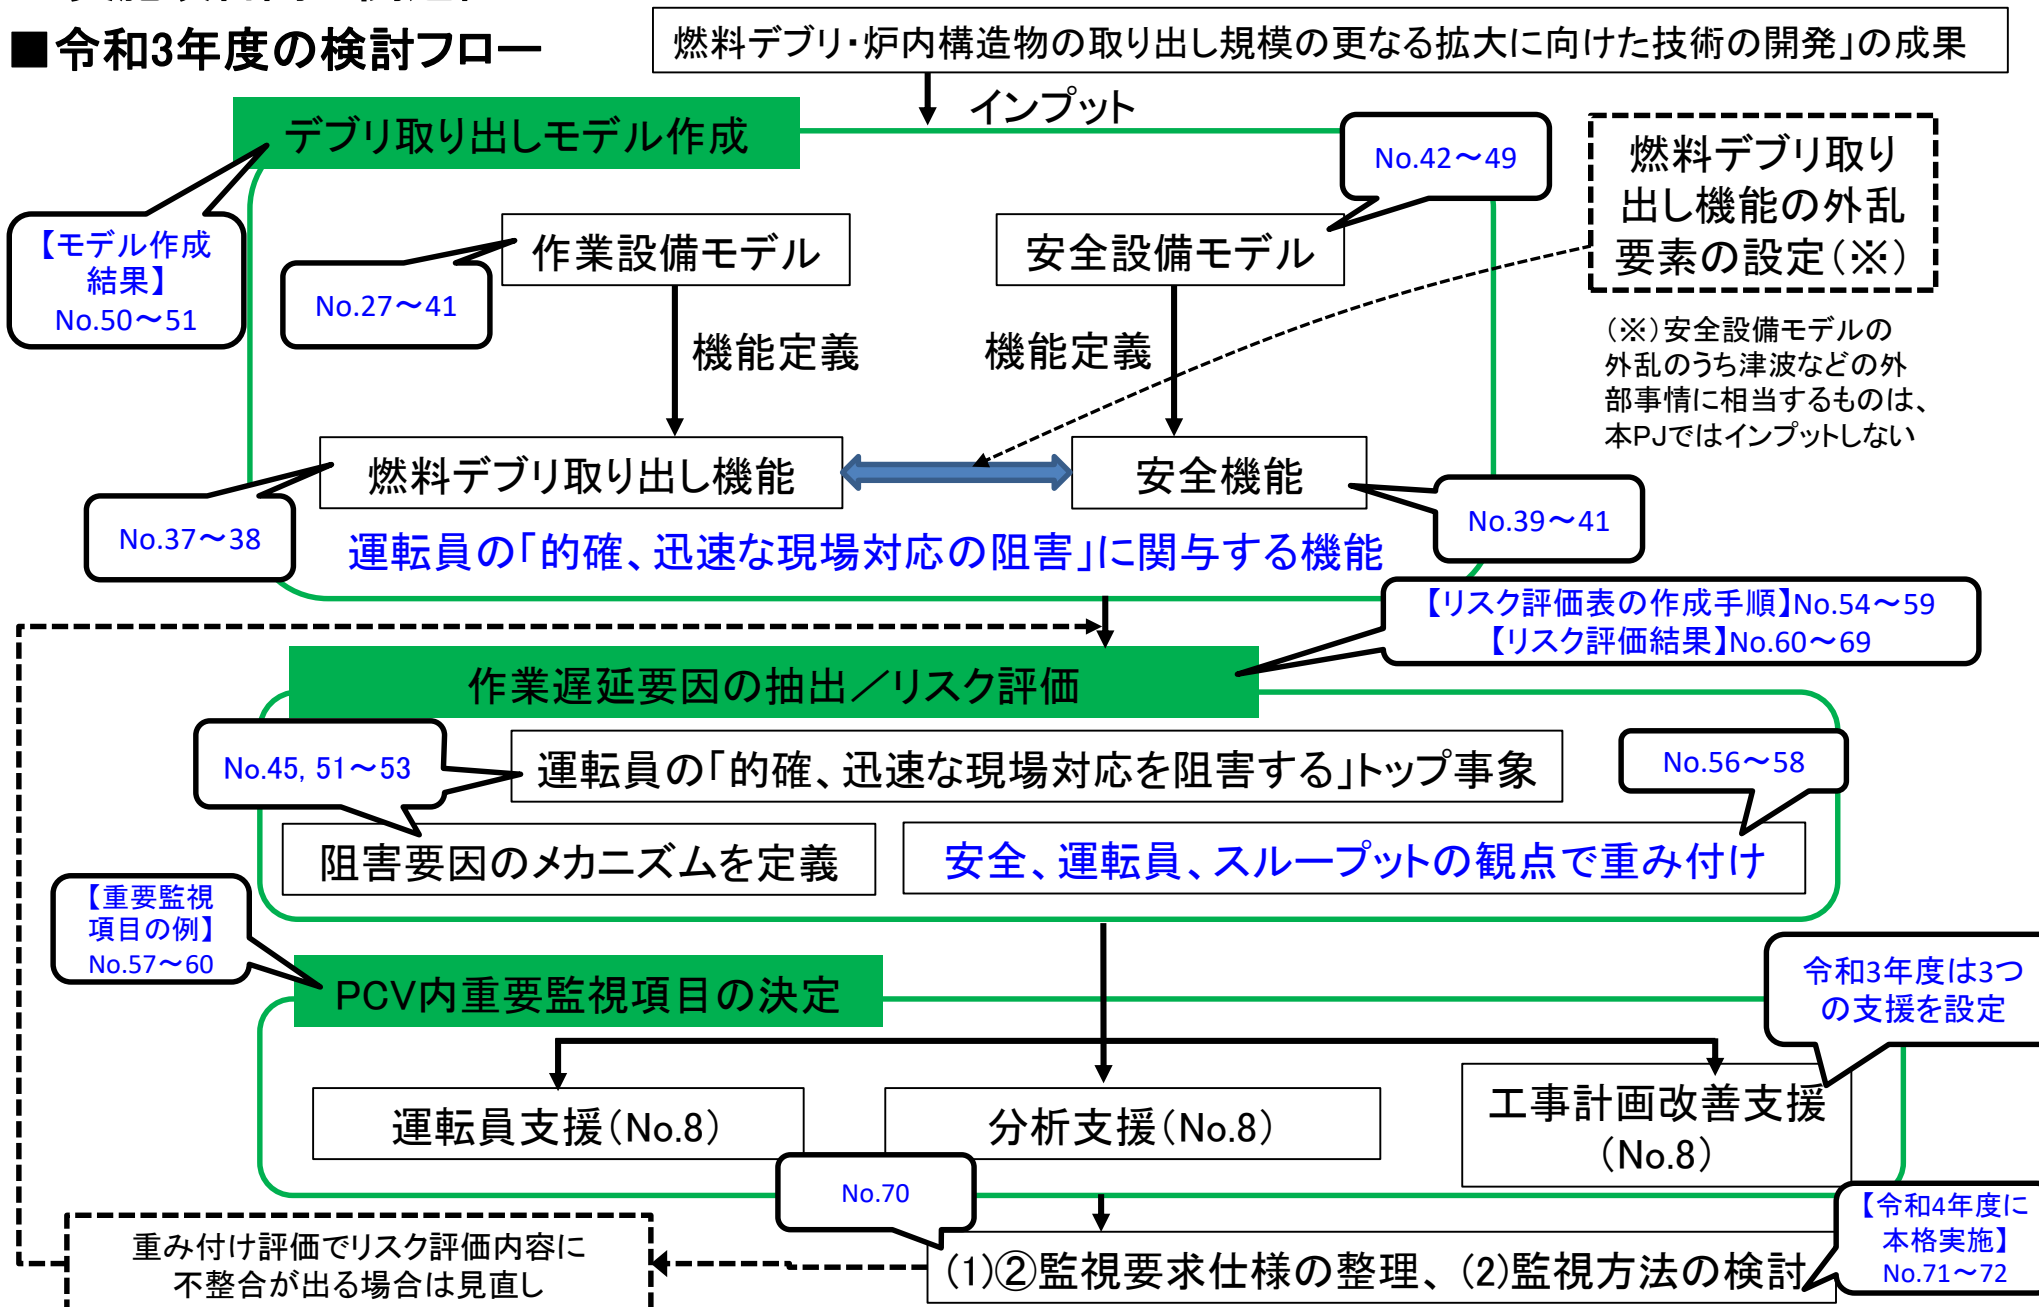 ■令和3年度の検討フロー
燃料デブリ・炉内構造物の取り出し規模の更なる拡大に向けた技術の開発」の成果
インプット
デブリ取り出しモデル作成
No.42～49
燃料デブリ取り
出し機能の外乱
要素の設定(※)
【モデル作成
結果】
No.50～51
作業設備モデル
安全設備モデル
No.27～41
機能定義
機能定義
(※)安全設備モデルの
外乱のうち津波などの外
部事情に相当するものは、
本PJではインプットしない
燃料デブリ取り出し機能
安全機能
No.37～38
No.39～41
運転員の「的確、迅速な現場対応の阻害」に関与する機能
【リスク評価表の作成手順】No.54～59
【リスク評価結果】No.60～69
作業遅延要因の抽出／リスク評価
No.45, 51～53
運転員の「的確、迅速な現場対応を阻害する」トップ事象
No.56～58
阻害要因のメカニズムを定義
安全、運転員、スループットの観点で重み付け
【重要監視
項目の例】
No.57～60
PCV内重要監視項目の決定
令和3年度は3つ
の支援を設定
運転員支援(No.8)
分析支援(No.8)
工事計画改善支援
(No.8)
No.70
【令和4年度に
本格実施】
No.71～72
重み付け評価でリスク評価内容に
不整合が出る場合は見直し
(1)②監視要求仕様の整理、(2)監視方法の検討